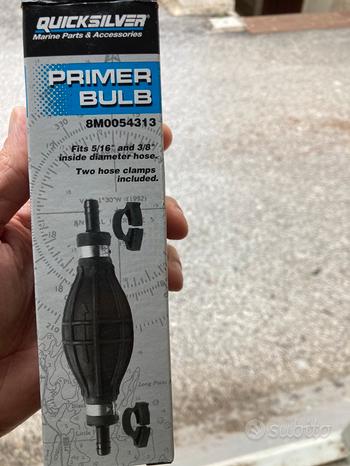 QUICKSILVER
Marine Parts & Accessories
PRIMER
BULB
8M0054313
Fits 5/16" and 3/8"
inside diameter hose.
Two hose clamps
included.
subito